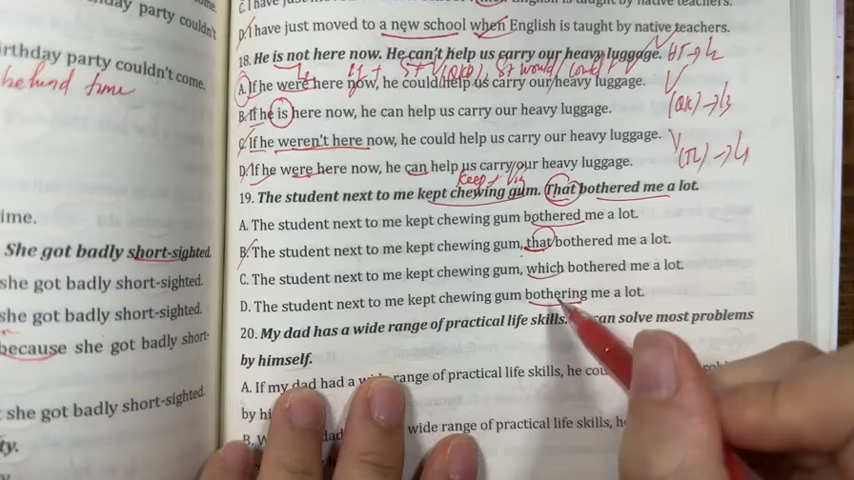 birthday party couldn't
birthday party couldn't come.
behind time
ime.
She got badly short-sighted.
she got badly short-sighted.
she got badly short-sighted.
because she got badly short-
she got badly short-sighted.
ty.
D. I have just moved to a new school when English is taught by native teachers.
18. He is not here now. He can't help us carry our heavy luggage.
A. If he were here now, he could help us carry our heavy luggage.
B. If he is here now, he can help us carry our heavy luggage.
C. If he weren't here now, he could help us carry our heavy luggage.
D. If he were here now, he can help us carry our heavy luggage.
keep + Ving
19. The student next to me kept chewing gum. That bothered me a lot.
A. The student next to me kept chewing gum bothered me a lot.
B. The student next to me kept chewing gum, that bothered me a lot.
C. The student next to me kept chewing gum, which bothered me a lot.
D. The student next to me kept chewing gum bothering me a lot.
20. My dad has a wide range of practical life skills. can solve most problems
by himself.
A. If my dad had a wide range of practical life skills, he
by hi
B. dad wide range of practical life skills, he